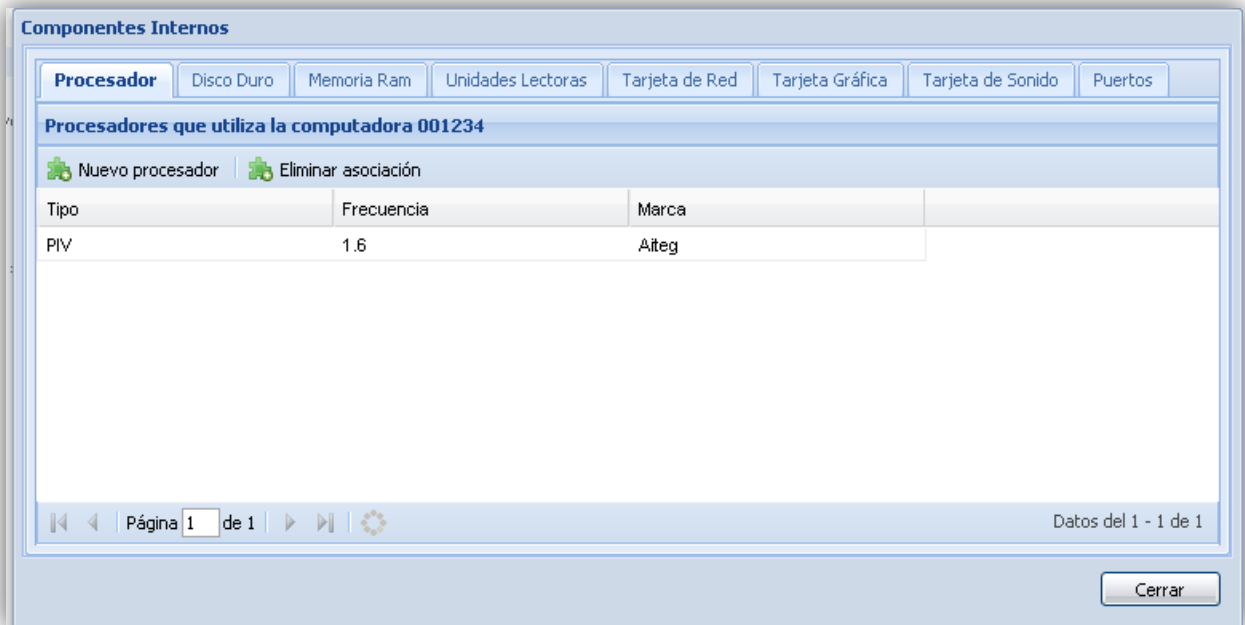 Componentes Internos
Procesador Disco Duro Memoria Ram Unidades Lectoras Tarjeta de Red Tarjeta Gráfica Tarjeta de Sonido Puertos
Procesadores que utiliza la computadora 001234
Nuevo procesador Eliminar asociación
Tipo Frecuencia Marca
PIV 1.6 Aiteg
Página 1 de 1 Datos del 1 - 1 de 1
Cerrar